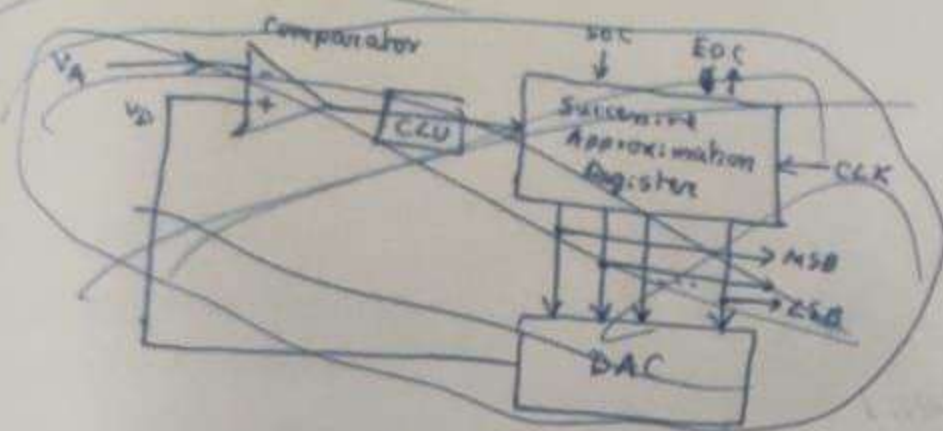 Comparator
SOC
EOC
VA
-
+
VD
CLU
Successive
Approximation
Register
CLK
MSB
LSB
DAC